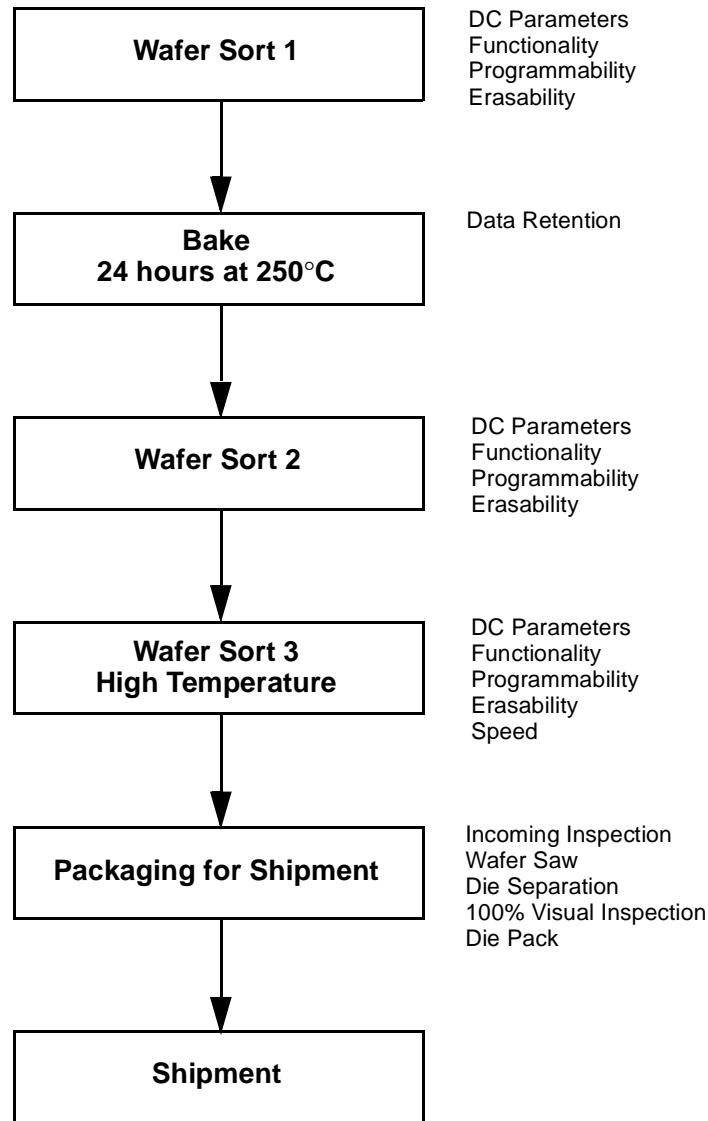 Wafer Sort 1
DC Parameters
Functionality
Programmability
Erasability
Bake
24 hours at 250°C
Data Retention
Wafer Sort 2
DC Parameters
Functionality
Programmability
Erasability
Wafer Sort 3
High Temperature
DC Parameters
Functionality
Programmability
Erasability
Speed
Packaging for Shipment
Incoming Inspection
Wafer Saw
Die Separation
100% Visual Inspection
Die Pack
Shipment